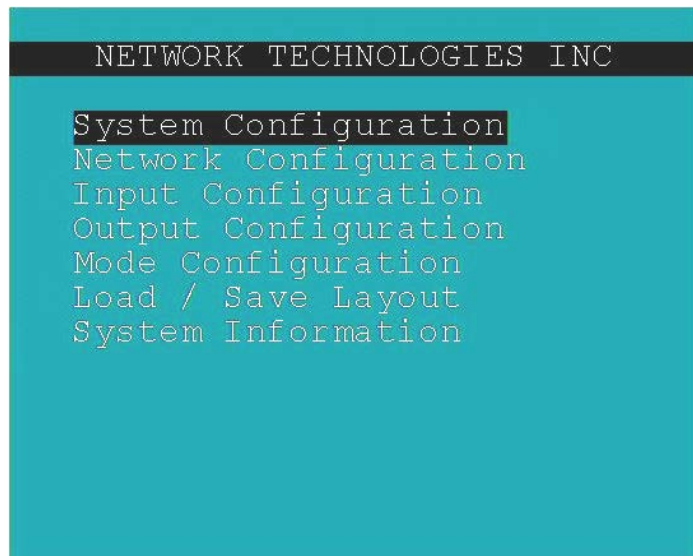 NETWORK TECHNOLOGIES INC
System Configuration
Network Configuration
Input Configuration
Output Configuration
Mode Configuration
Load / Save Layout
System Information